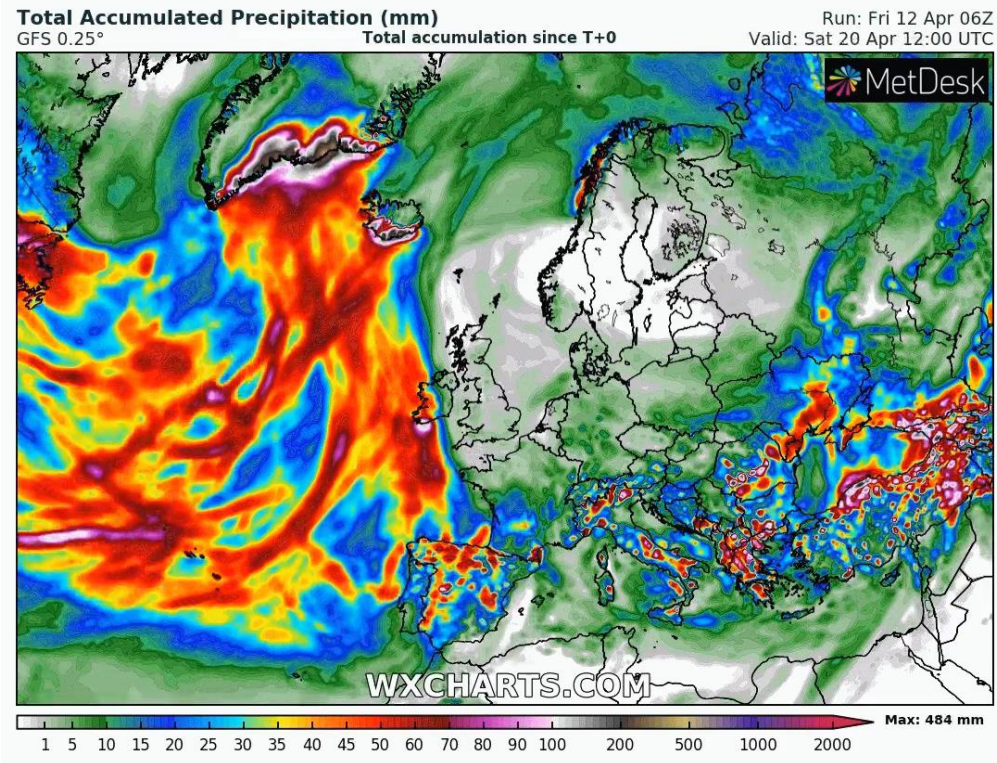 Total Accumulated Precipitation (mm)
Run: Fri 12 Apr 06Z
GFS 0.25°
Total accumulation since T+0
Valid: Sat 20 Apr 12:00 UTC
MetDesk
WXCHARTS.COM
1 5 10 15 20 25 30 35 40 45 50 60 70 80 90 100 200 500 1000 2000
Max: 484 mm